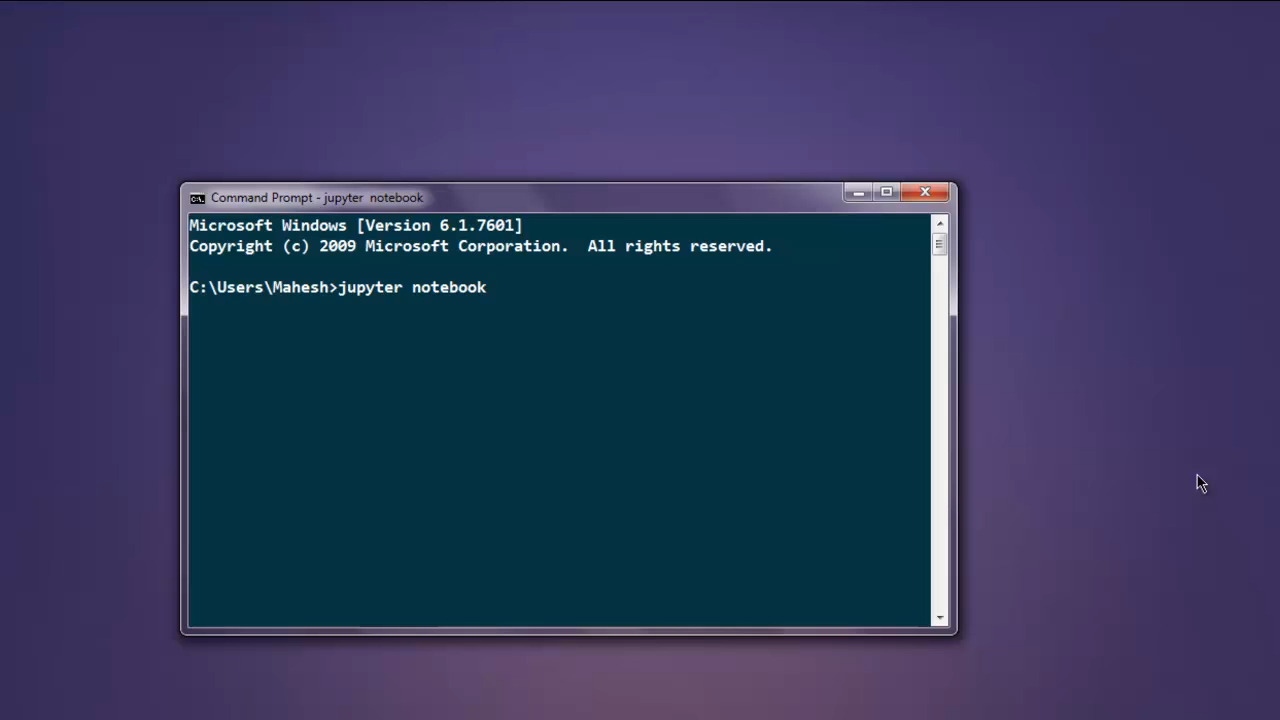 Command Prompt - jupyter  notebook
Microsoft Windows [Version 6.1.7601]
Copyright (c) 2009 Microsoft Corporation.  All rights reserved.
C:\Users\Mahesh>jupyter notebook